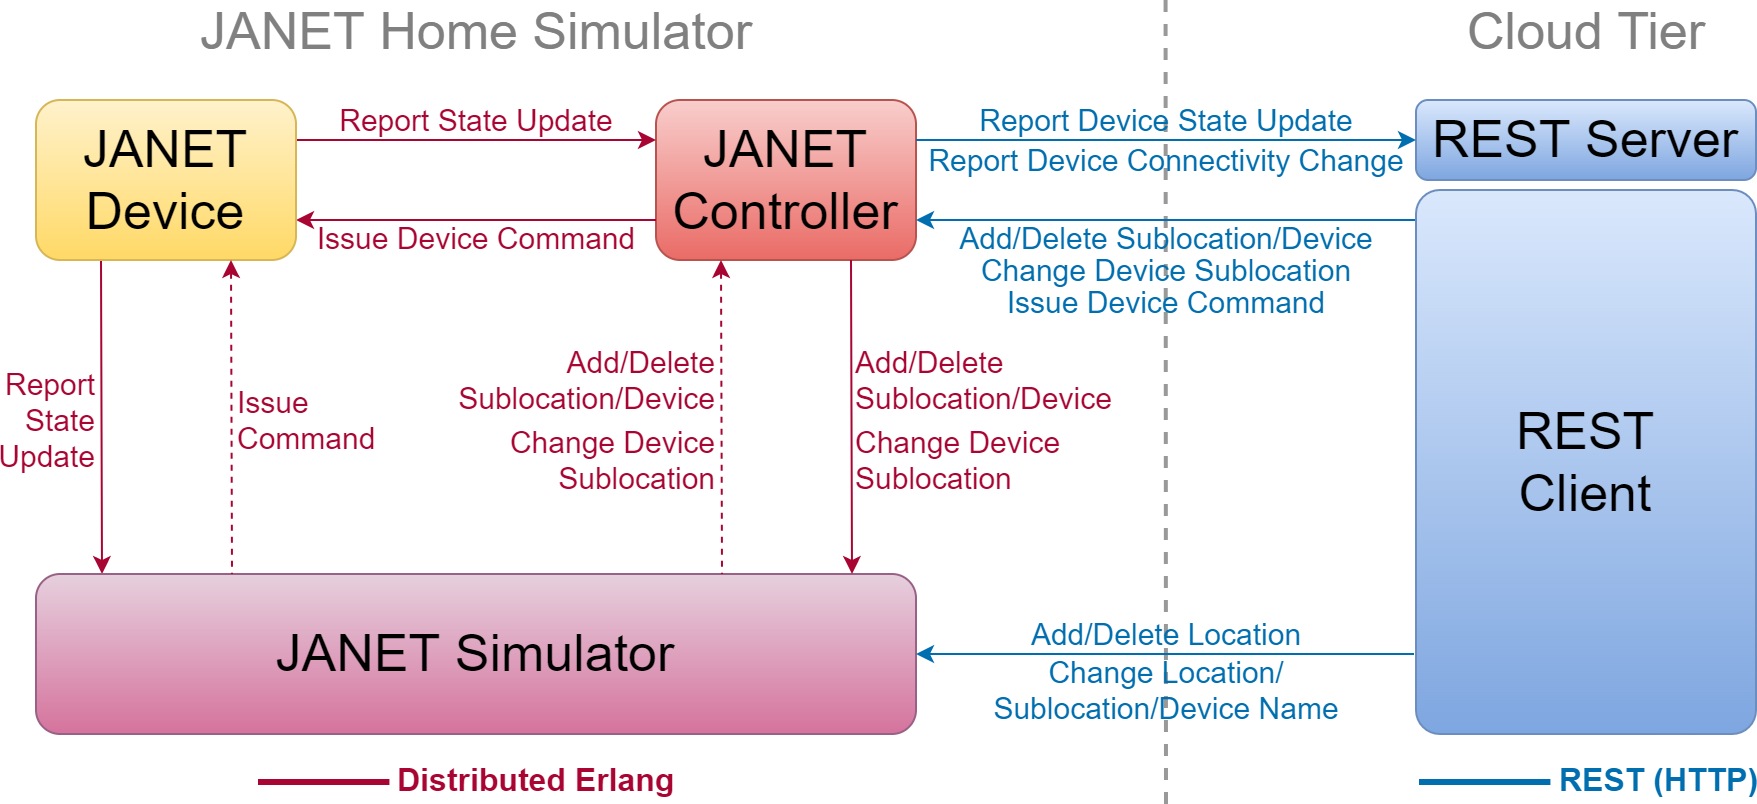 JANET Home Simulator
Cloud Tier
JANET
Device
Report State Update
Issue Device Command
JANET
Controller
Report Device State Update
Report Device Connectivity Change
Add/Delete Sublocation/Device
Change Device Sublocation
Issue Device Command
REST Server
REST
Client
Report
State
Update
Issue
Command
Add/Delete
Sublocation/Device
Change Device
Sublocation
Add/Delete
Sublocation/Device
Change Device
Sublocation
JANET Simulator
Add/Delete Location
Change Location/
Sublocation/Device Name
Distributed Erlang
REST (HTTP)